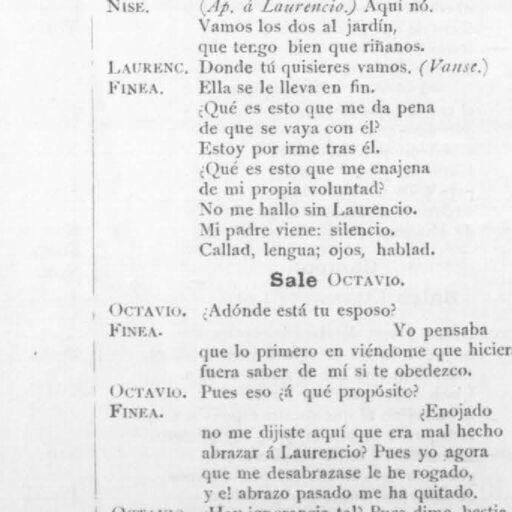 NISE. (Ap. á Laurencio.) Aqui nó.
Vamos los dos al jardín,
que tengo bien que riñanos.
LAURENC. Donde tú quisieres vamos. (Vanse.)
FINEA. Ella se le lleva en fin.
¿Qué es esto que me da pena
de que se vaya con él?
Estoy por irme tras él.
¿Qué es esto que me enajena
de mi propia voluntad?
No me hallo sin Laurencio.
Mi padre viene: silencio.
Callad, lengua; ojos, hablad.
Sale OCTAVIO.
OCTAVIO. ¿Adónde está tu esposo?
FINEA. Yo pensaba
que lo primero en viéndome que hicier
fuera saber de mí si te obedezco.
OCTAVIO. Pues eso ¿á qué propósito?
FINEA. ¿Enojado
no me dijiste aquí que era mal hecho
abrazar á Laurencio? Pues yo agora
que me desabrazase le he rogado,
y el abrazo pasado me ha quitado.